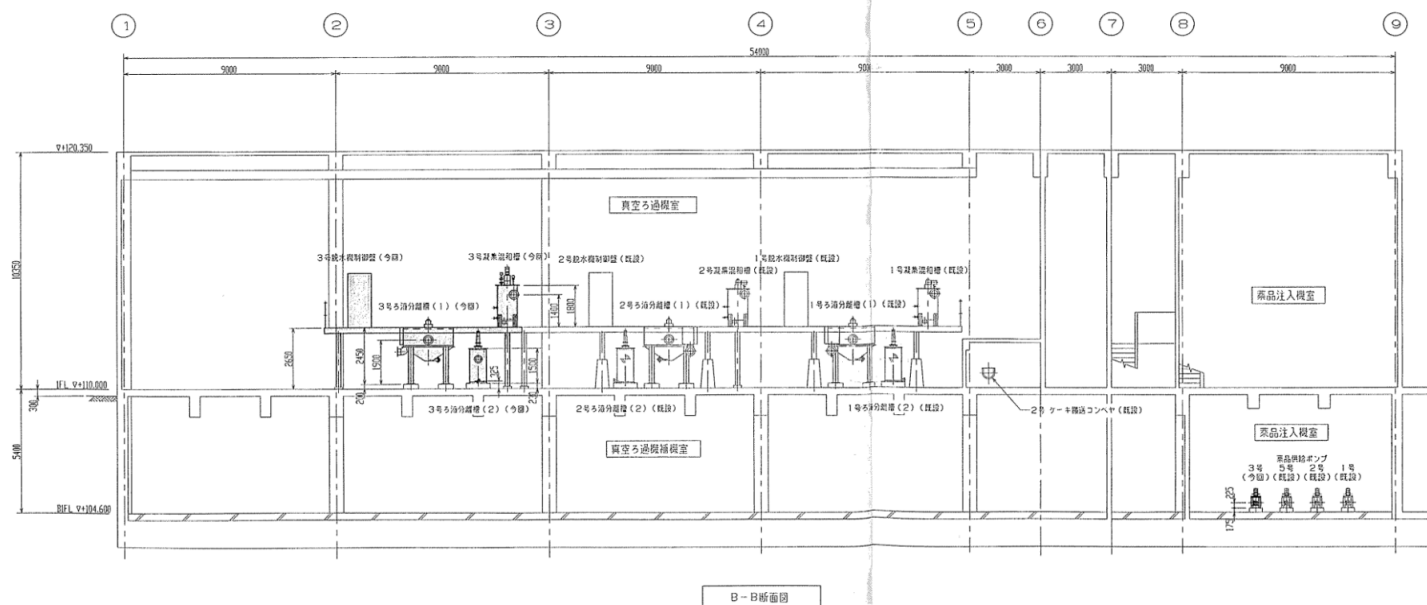 ① ② ③ ④ ⑤ ⑥ ⑦ ⑧ ⑨
54000
9000 9000 9000 3000 3000 3000 9000
▽+120.350
真空ろ過機室
3号脱水機制御盤(今回) 3号凝集混和槽(今回) 2号脱水機制御盤(既設) 2号凝集混和槽(既設) 1号脱水機制御盤(既設) 1号凝集混和槽(既設)
薬品注入機室
3号ろ液分離槽(1)(今回) 2号ろ液分離槽(1)(既設) 1号ろ液分離槽(1)(既設)
10350
1400 1800
2650 2450 1900 325 1500
1FL ▽+110.000
300 200 220
3号ろ液分離槽(2)(今回) 2号ろ液分離槽(2)(既設) 1号ろ液分離槽(2)(既設) 2号 ケーキ搬送コンベヤ(既設)
真空ろ過機補機室
薬品注入機室
5400
薬品供給ポンプ
3号 5号 2号 1号
(今回)(既設)(既設)(既設)
225
175
B1FL ▽+104.600
B-B断面図